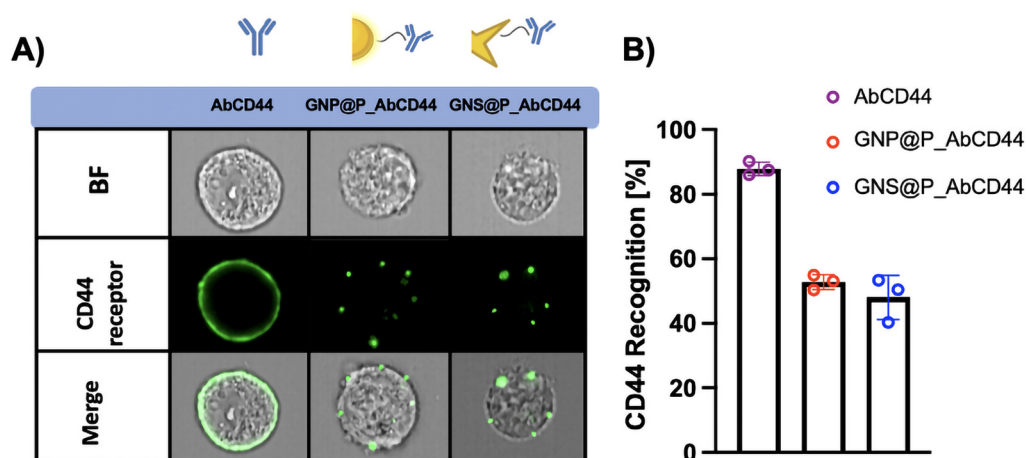 A)
AbCD44 GNP@P_AbCD44 GNS@P_AbCD44
BF
CD44
receptor
Merge
B)
AbCD44
GNP@P_AbCD44
GNS@P_AbCD44
CD44 Recognition [%]
100
80
60
40
20
0